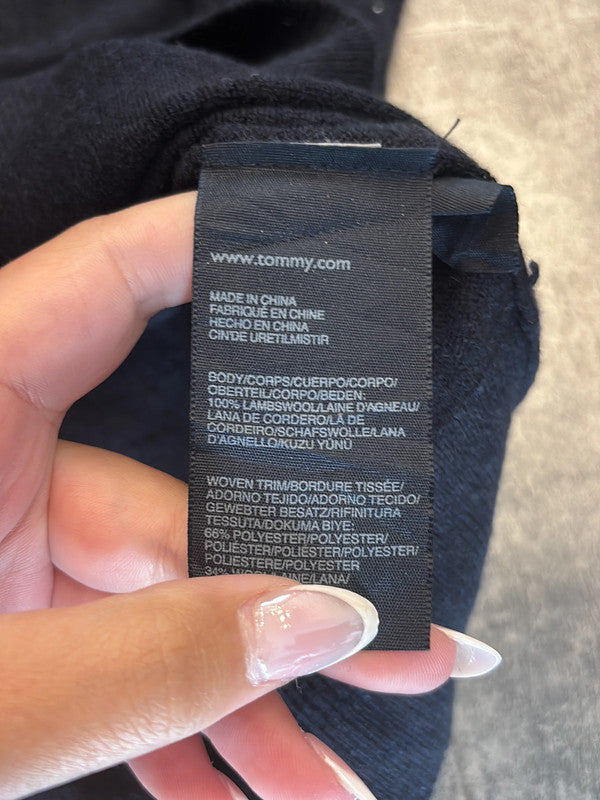 www.tommy.com
MADE IN CHINA
FABRIQUÉ EN CHINE
HECHO EN CHINA
CIN'DE URETILMISTIR
BODY/CORPS/CUERPO/CORPO/
OBERTEIL/CORPO/BEDEN:
100% LAMBSWOOL/LAINE D'AGNEAU/
LANA DE CORDERO/LÃ DE
CORDEIRO/SCHAFSWOLLE/LANA
D'AGNELLO/KUZU YÜNÜ
WOVEN TRIM/BORDURE TISSÉE/
ADORNO TEJIDO/ADORNO TECIDO/
GEWEBTER BESATZ/RIFINITURA
TESSUTA/DOKUMA BIYE:
66% POLYESTER/POLYESTER/
POLIÉSTER/POLIÉSTER/POLYESTER/
POLIESTERE/POLYESTER
34% LAINE/LANA/